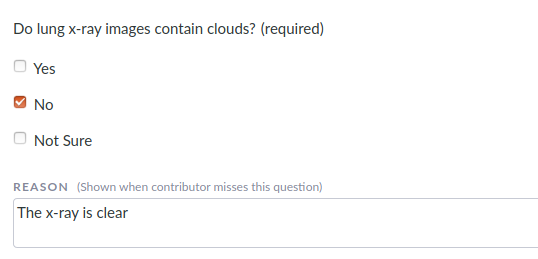 Do lung x-ray images contain clouds? (required)
Yes
No
Not Sure
REASON (Shown when contributor misses this question)
The x-ray is clear